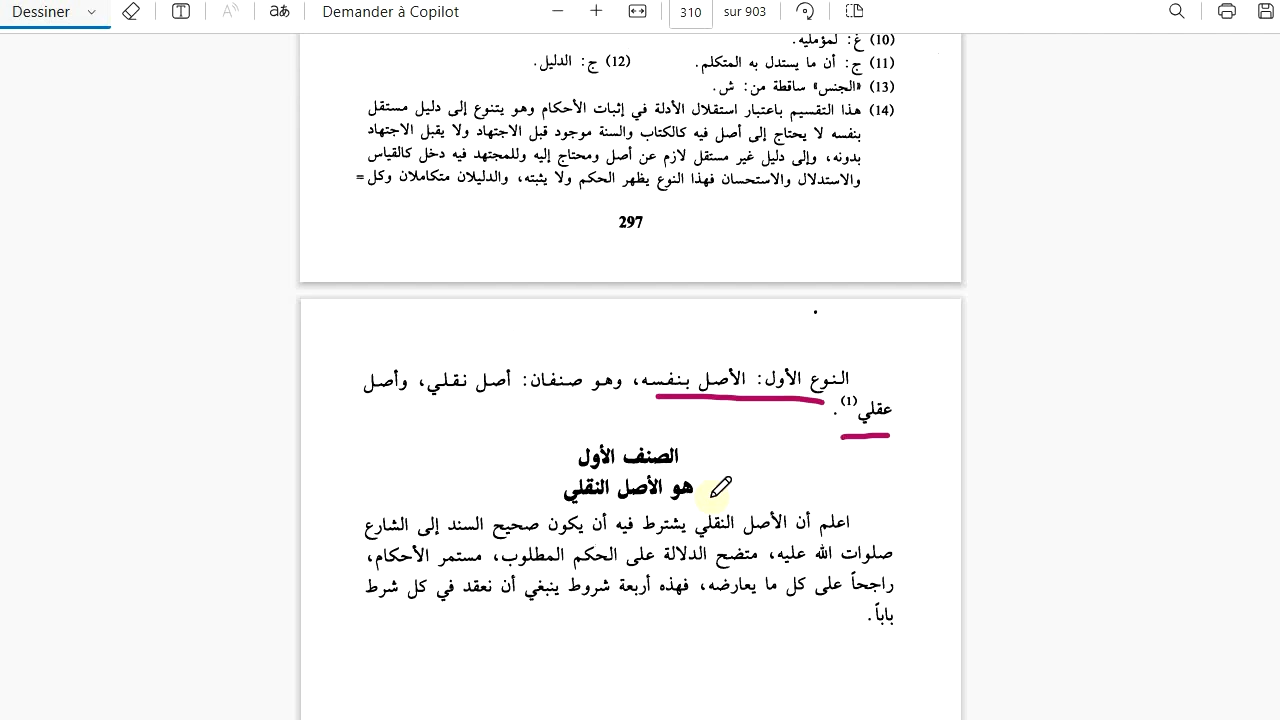 Dessiner
Demander à Copilot
310 sur 903
(10) غ: لمؤمليه.
(11) ج: أن ما يستدل به المتكلم. (12) ج: الدليل.
(13) «الجنس» ساقطة من: ش.
(14) هذا التقسيم باعتبار استقلال الأدلة في إثبات الأحكام وهو يتنوع إلى دليل مستقل
بنفسه لا يحتاج إلى أصل فيه كالكتاب والسنة موجود قبل الاجتهاد ولا يقبل الاجتهاد
بدونه، وإلى دليل غير مستقل لازم عن أصل ومحتاج إليه وللمجتهد فيه دخل كالقياس
والاستدلال والاستحسان فهذا النوع يظهر الحكم ولا يثبته، والدليلان متكاملان وكل =
297
النوع الأول: الأصل بنفسه، وهو صنفان: أصل نقلي، وأصل
عقلي(1).
الصنف الأول
هو الأصل النقلي
اعلم أن الأصل النقلي يشترط فيه أن يكون صحيح السند إلى الشارع
صلوات الله عليه، متضح الدلالة على الحكم المطلوب، مستمر الأحكام،
راجحاً على كل ما يعارضه، فهذه أربعة شروط ينبغي أن نعقد في كل شرط
باباً.